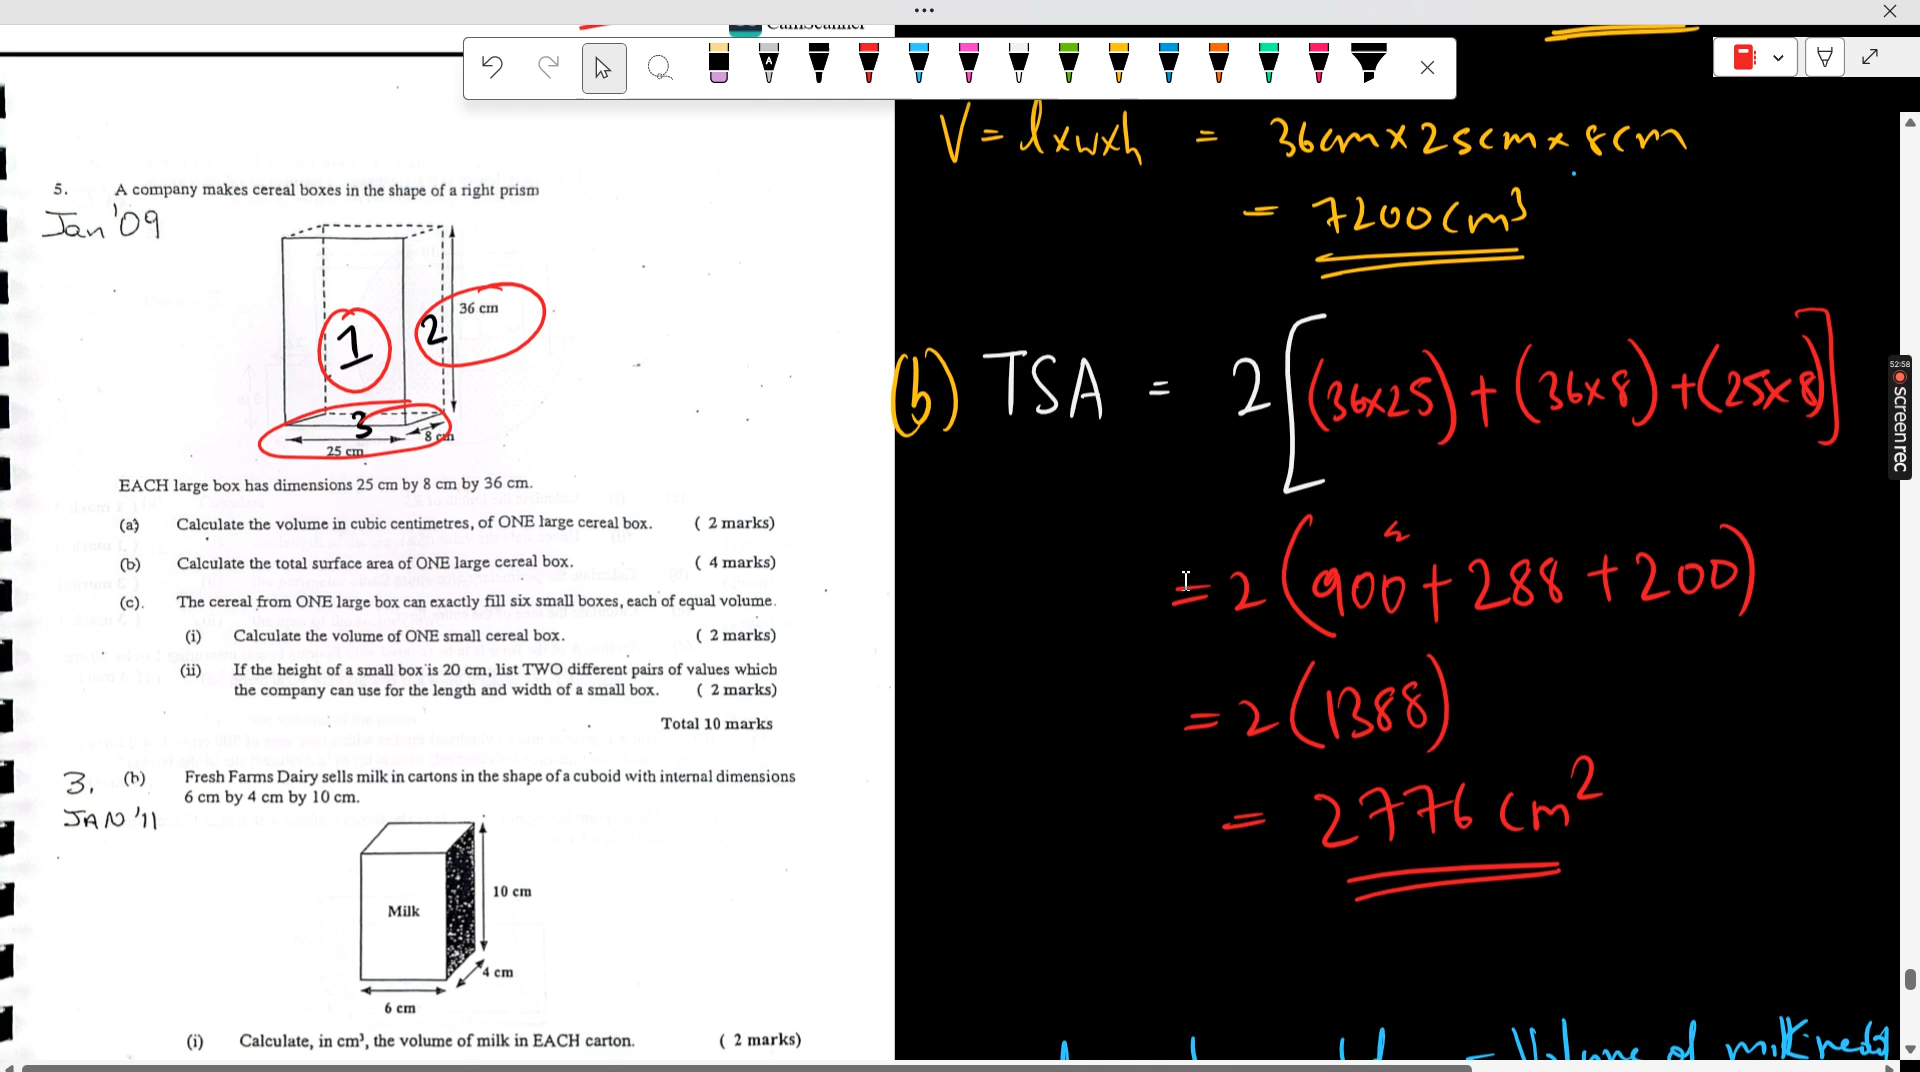 CamScanner
5. A company makes cereal boxes in the shape of a right prism
Jan '09
36 cm
1
2
3
8 cm
25 cm
EACH large box has dimensions 25 cm by 8 cm by 36 cm.
(a) Calculate the volume in cubic centimetres, of ONE large cereal box. ( 2 marks)
(b) Calculate the total surface area of ONE large cereal box. ( 4 marks)
(c). The cereal from ONE large box can exactly fill six small boxes, each of equal volume.
(i) Calculate the volume of ONE small cereal box. ( 2 marks)
(ii) If the height of a small box is 20 cm, list TWO different pairs of values which
the company can use for the length and width of a small box. ( 2 marks)
Total 10 marks
3. (b) Fresh Farms Dairy sells milk in cartons in the shape of a cuboid with internal dimensions
JAN '11 6 cm by 4 cm by 10 cm.
10 cm
Milk
4 cm
6 cm
(i) Calculate, in cm³, the volume of milk in EACH carton. ( 2 marks)
V = l x w x h = 36cm x 25cm x 8cm
= 7200 cm³
(b) TSA = 2[(36x25) + (36x8) + (25x8)]
= 2(900 + 288 + 200)
= 2(1388)
= 2776 cm²
= Volume of milk
52:58
screenrec